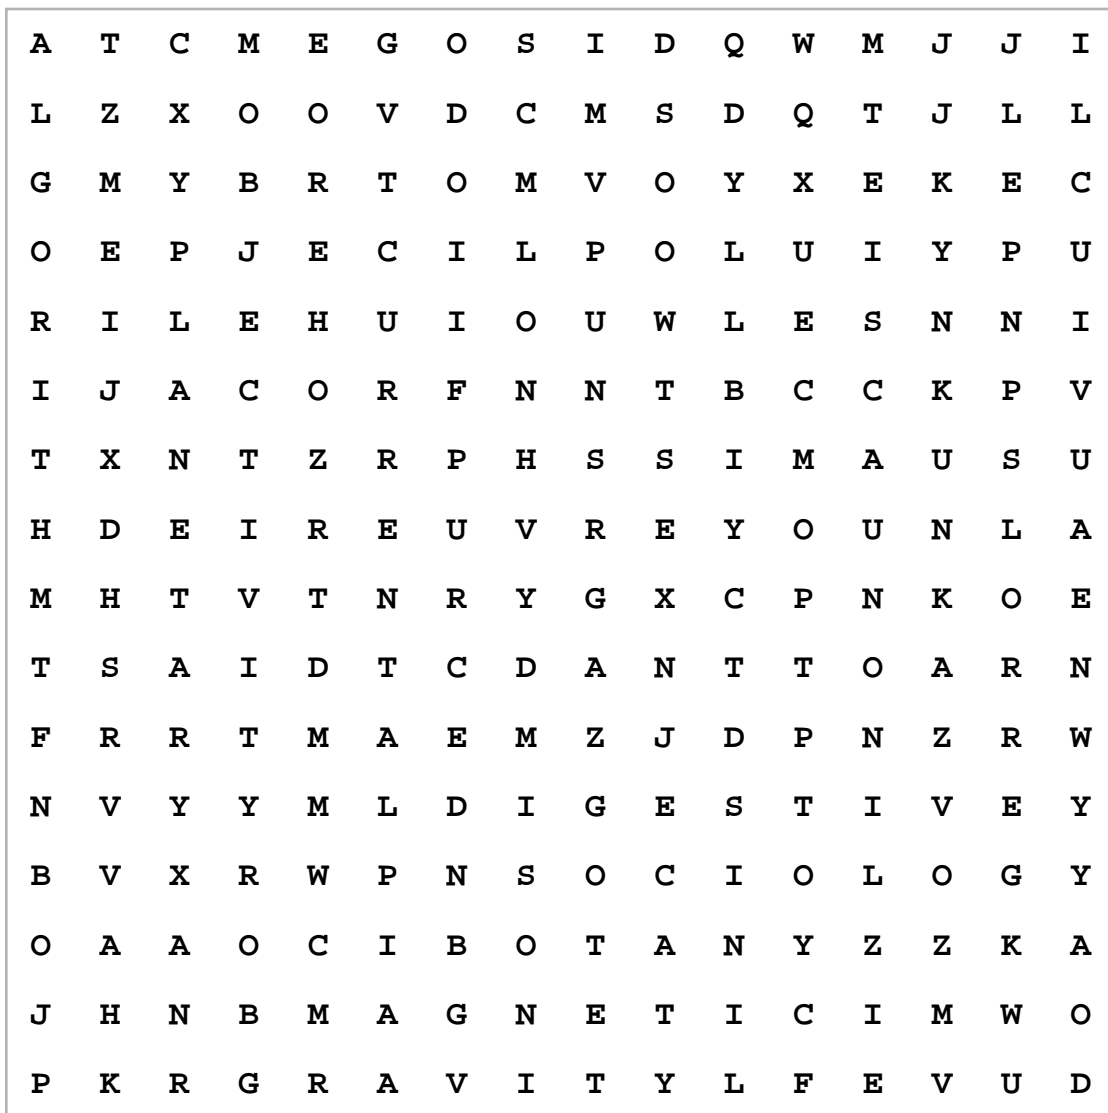 A T C M E G O S I D Q W M J J I
L Z X O O V D C M S D Q T J L L
G M Y B R T O M V O Y X E K E C
O E P J E C I L P O L U I Y P U
R I L E H U I O U W L E S N N I
I J A C O R F N N T B C C K P V
T X N T Z R P H S S I M A U S U
H D E I R E U V R E Y O U N L A
M H T V T N R Y G X C P N K O E
T S A I D T C D A N T T O A R N
F R R T M A E M Z J D P N Z R W
N V Y Y M L D I G E S T I V E Y
B V X R W P N S O C I O L O G Y
O A A O C I B O T A N Y Z Z K A
J H N B M A G N E T I C I M W O
P K R G R A V I T Y L F E V U D